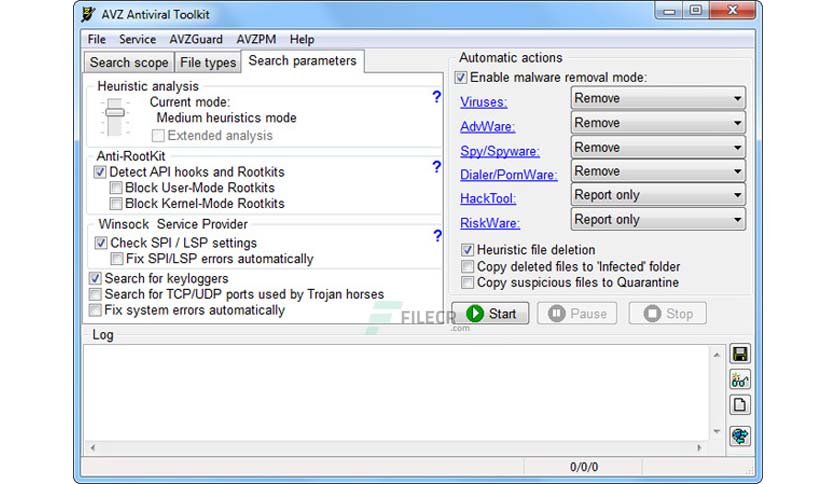 AVZ Antiviral Toolkit
File Service AVZGuard AVZPM Help
Search scope
File types
Search parameters
Heuristic analysis
?
Current mode:
Medium heuristics mode
Extended analysis
Anti-RootKit
?
Detect API hooks and Rootkits
Block User-Mode Rootkits
Block Kernel-Mode Rootkits
Winsock Service Provider
?
Check SPI / LSP settings
Fix SPI/LSP errors automatically
Search for keyloggers
Search for TCP/UDP ports used by Trojan horses
Fix system errors automatically
Automatic actions
Enable malware removal mode:
Viruses: Remove
AdvWare: Remove
Spy/Spyware: Remove
Dialer/PornWare: Remove
HackTool: Report only
RiskWare: Report only
Heuristic file deletion
Copy deleted files to 'Infected' folder
Copy suspicious files to Quarantine
FILECR
.com
Start
Pause
Stop
Log
0/0/0